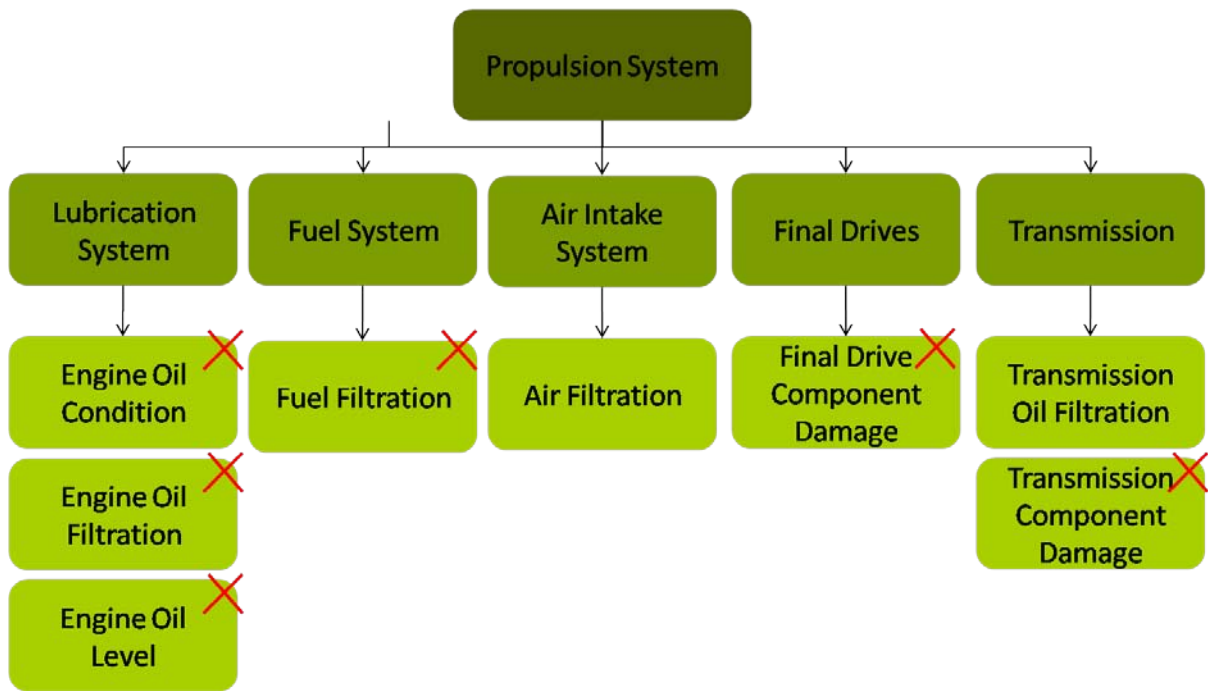 Propulsion System
Lubrication
System
Fuel System
Air Intake
System
Final Drives
Transmission
Engine Oil
Condition
Fuel Filtration
Air Filtration
Final Drive
Component
Damage
Transmission
Oil Filtration
Engine Oil
Filtration
Transmission
Component
Damage
Engine Oil
Level